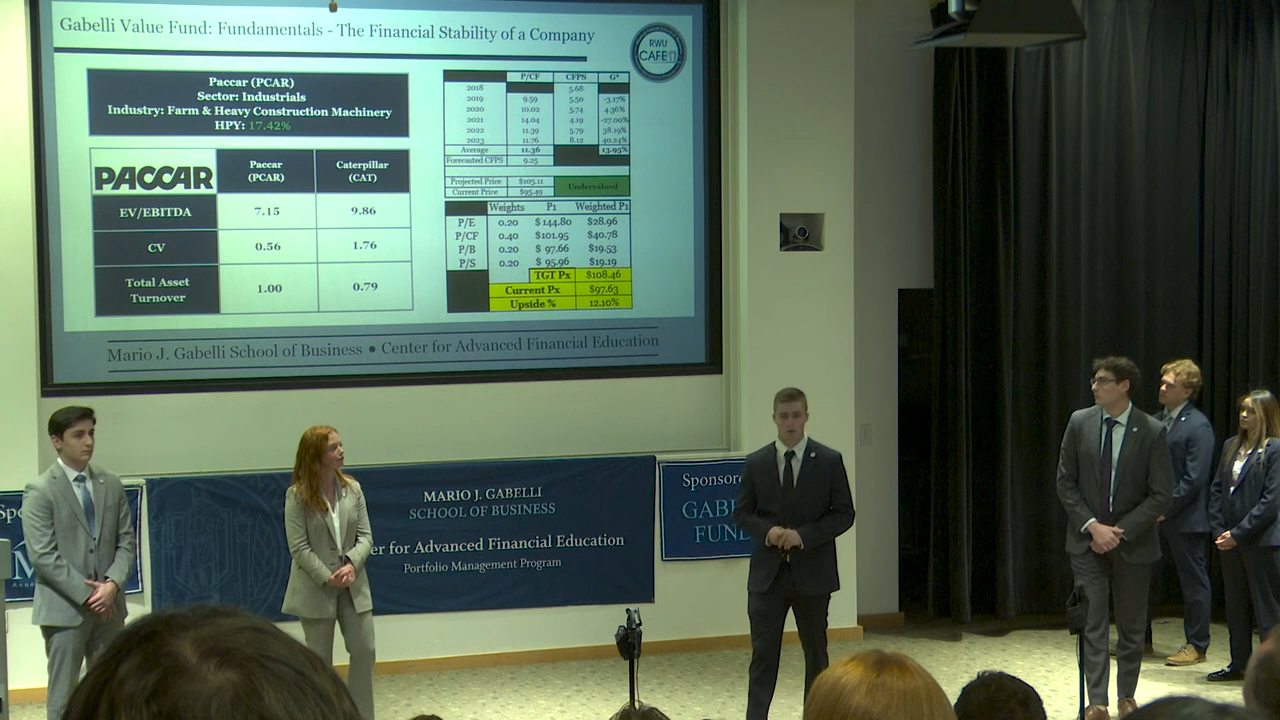 Gabelli Value Fund: Fundamentals - The Financial Stability of a Company
RWU
CAFE
Paccar (PCAR)
Sector: Industrials
Industry: Farm & Heavy Construction Machinery
HPY: 17.42%
PACCAR
Paccar (PCAR)
Caterpillar (CAT)
EV/EBITDA 7.15 9.86
CV 0.56 1.76
Total Asset Turnover 1.00 0.79
P/CF CFPS G*
2018 5.68
2019 9.59 5.50 -3.17%
2020 10.02 5.74 4.36%
2021 14.04 4.19 -27.00%
2022 11.39 5.79 38.19%
2023 11.76 8.12 40.24%
Average 11.36 13.95%
Forecasted CFPS 9.25
Projected Price $105.11 Undervalued
Current Price $95.49
Weights P1 Weighted P1
P/E 0.20 $ 144.80 $28.96
P/CF 0.40 $101.95 $40.78
P/B 0.20 $ 97.66 $19.53
P/S 0.20 $ 95.96 $19.19
TGT Px $108.46
Current Px $97.63
Upside % 12.10%
Mario J. Gabelli School of Business • Center for Advanced Financial Education
MARIO J. GABELLI
SCHOOL OF BUSINESS
er for Advanced Financial Education
Portfolio Management Program
Spo
M
Sponsore
GABE
FUND